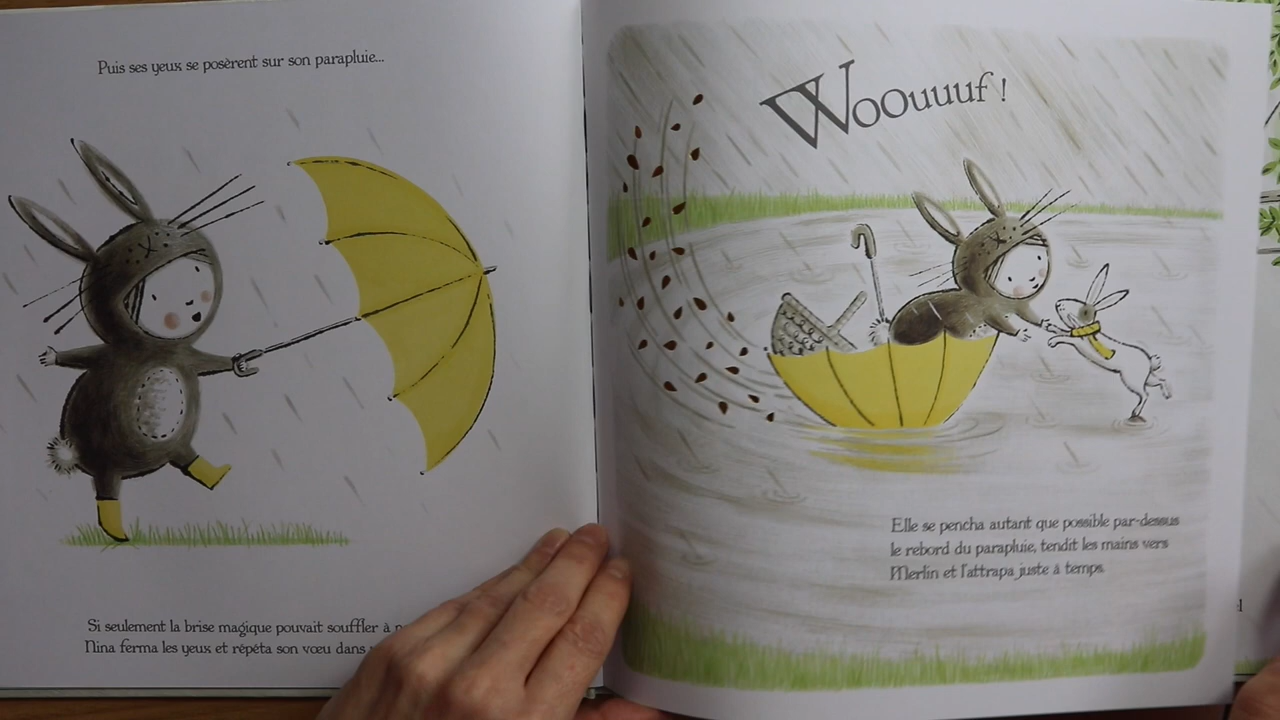 Puis ses yeux se posèrent sur son parapluie...
Si seulement la brise magique pouvait souffler à
Nina ferma les yeux et répéta son vœu dans
Woouuuf !
Elle se pencha autant que possible par-dessus
le rebord du parapluie, tendit les mains vers
Merlin et l'attrapa juste à temps.